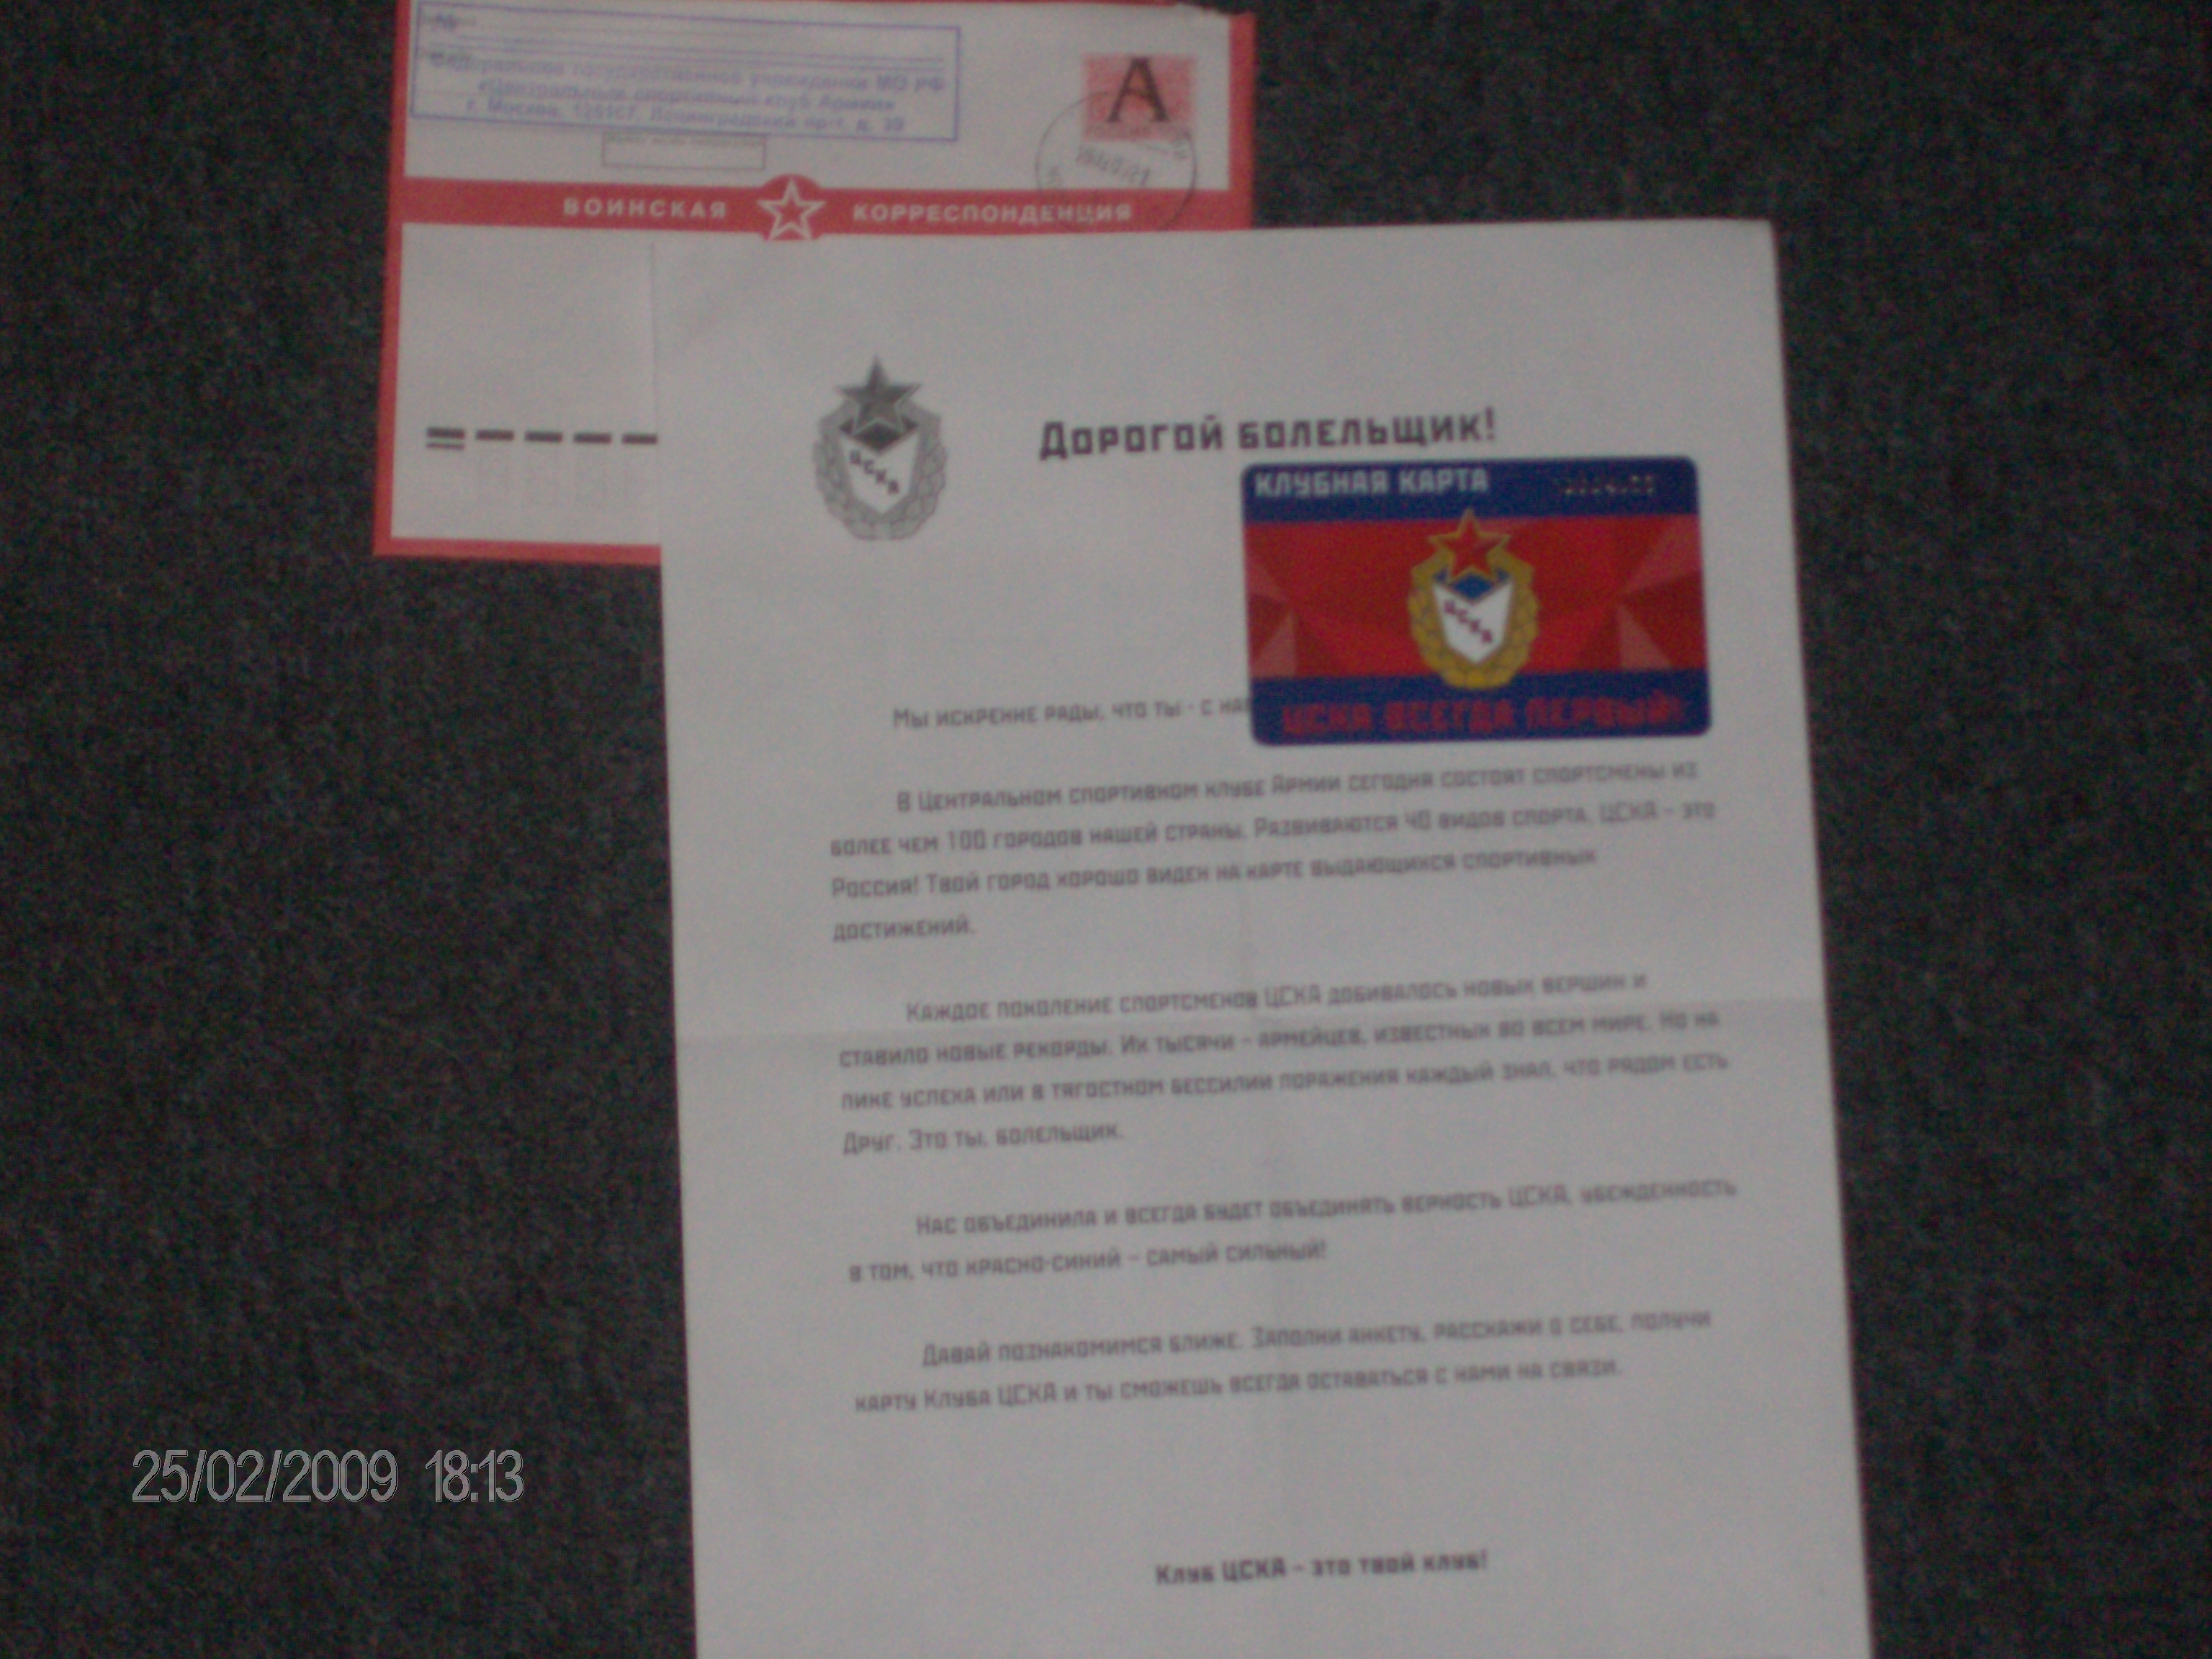 №
Федеральное государственное учреждение МО РФ
«Центральный спортивный клуб Армии»
г. Москва, 125167, Ленинградский пр-т, д. 39
А
ВОИНСКАЯ КОРРЕСПОНДЕНЦИЯ
ЦСКА
Дорогой болельщик!
КЛУБНАЯ КАРТА
ЦСКА
ЦСКА ВСЕГДА ПЕРВЫЙ!
Мы искренне рады, что ты - с
В Центральном спортивном клубе Армии сегодня состоят спортсмены из
более чем 100 городов нашей страны. Развиваются 40 видов спорта. ЦСКА – это
Россия! Твой город хорошо виден на карте выдающихся спортивных
достижений.
Каждое поколение спортсменов ЦСКА добивалось новых вершин и
ставило новые рекорды. Их тысячи – армейцев, известных во всем мире. Но на
пике успеха или в тягостном бессилии поражения каждый знал, что рядом есть
Друг. Это ты, болельщик.
Нас объединила и всегда будет объединять верность ЦСКА, убежденность
в том, что красно-синий – самый сильный!
Давай познакомимся ближе. Заполни анкету, расскажи о себе, получи
карту Клуба ЦСКА и ты сможешь всегда оставаться с нами на связи.
Клуб ЦСКА – это твой клуб!
25/02/2009 18:13